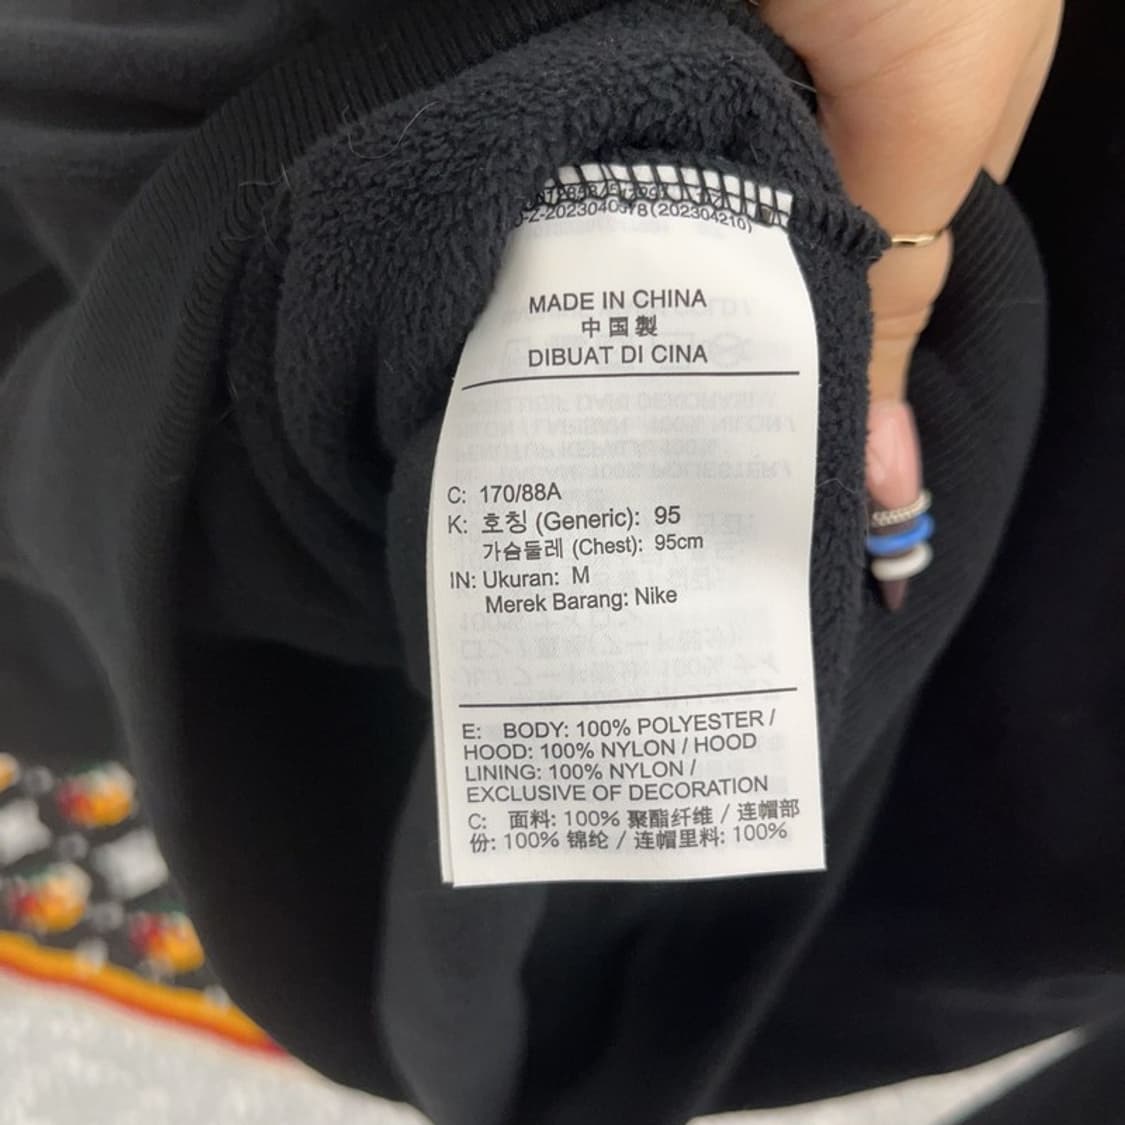 Z-2023040378(202304210)
MADE IN CHINA
中国製
DIBUAT DI CINA
C: 170/88A
K: 호칭 (Generic): 95
가슴둘레 (Chest): 95cm
IN: Ukuran: M
Merek Barang: Nike
E: BODY: 100% POLYESTER /
HOOD: 100% NYLON / HOOD
LINING: 100% NYLON /
EXCLUSIVE OF DECORATION
C: 面料: 100% 聚酯纤维 / 连帽部
份: 100% 锦纶 / 连帽里料: 100%